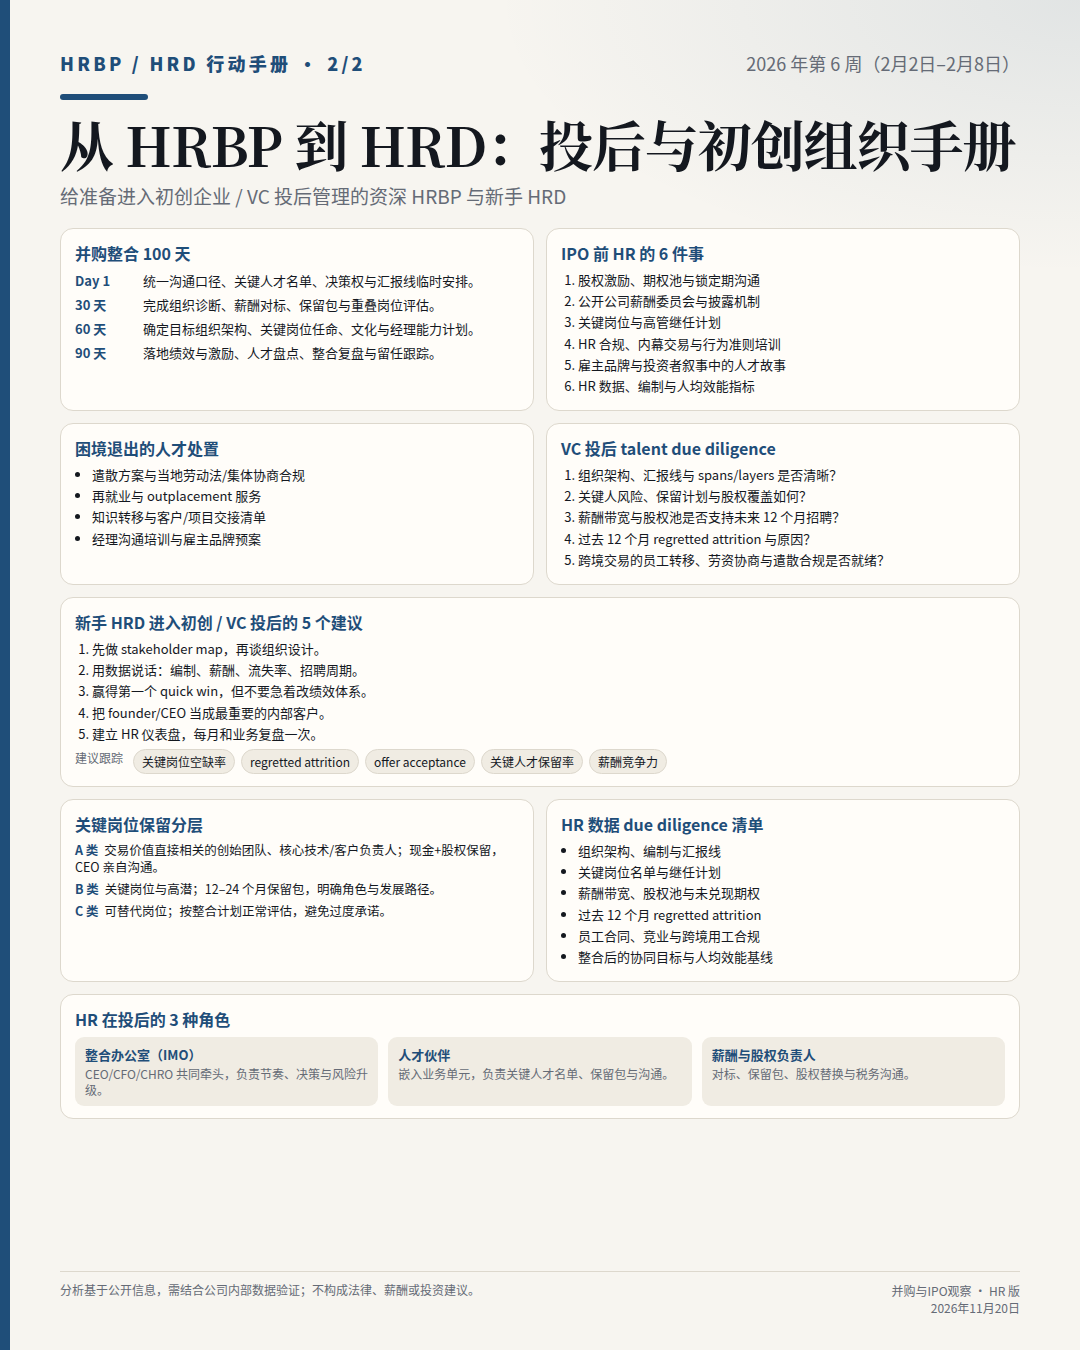 HRBP / HRD 行动手册 · 2/2
2026 年第 6 周（2月2日–2月8日）
从 HRBP 到 HRD：投后与初创组织手册
给准备进入初创企业 / VC 投后管理的资深 HRBP 与新手 HRD
并购整合 100 天
Day 1 统一沟通口径、关键人才名单、决策权与汇报线临时安排。
30 天 完成组织诊断、薪酬对标、保留包与重叠岗位评估。
60 天 确定目标组织架构、关键岗位任命、文化与经理能力计划。
90 天 落地绩效与激励、人才盘点、整合复盘与留任跟踪。
IPO 前 HR 的 6 件事
1. 股权激励、期权池与锁定期沟通
2. 公开公司薪酬委员会与披露机制
3. 关键岗位与高管继任计划
4. HR 合规、内幕交易与行为准则培训
5. 雇主品牌与投资者叙事中的人才故事
6. HR 数据、编制与人均效能指标
困境退出的人才处置
• 遣散方案与当地劳动法/集体协商合规
• 再就业与 outplacement 服务
• 知识转移与客户/项目交接清单
• 经理沟通培训与雇主品牌预案
VC 投后 talent due diligence
1. 组织架构、汇报线与 spans/layers 是否清晰？
2. 关键人风险、保留计划与股权覆盖如何？
3. 薪酬带宽与股权池是否支持未来 12 个月招聘？
4. 过去 12 个月 regretted attrition 与原因？
5. 跨境交易的员工转移、劳资协商与遣散合规是否就绪？
新手 HRD 进入初创 / VC 投后的 5 个建议
1. 先做 stakeholder map，再谈组织设计。
2. 用数据说话：编制、薪酬、流失率、招聘周期。
3. 赢得第一个 quick win，但不要急着改绩效体系。
4. 把 founder/CEO 当成最重要的内部客户。
5. 建立 HR 仪表盘，每月和业务复盘一次。
建议跟踪 关键岗位空缺率 regretted attrition offer acceptance 关键人才保留率 薪酬竞争力
关键岗位保留分层
A 类 交易价值直接相关的创始团队、核心技术/客户负责人；现金+股权保留，
CEO 亲自沟通。
B 类 关键岗位与高潜；12–24 个月保留包，明确角色与发展路径。
C 类 可替代岗位；按整合计划正常评估，避免过度承诺。
HR 数据 due diligence 清单
• 组织架构、编制与汇报线
• 关键岗位名单与继任计划
• 薪酬带宽、股权池与未兑现期权
• 过去 12 个月 regretted attrition
• 员工合同、竞业与跨境用工合规
• 整合后的协同目标与人均效能基线
HR 在投后的 3 种角色
整合办公室（IMO）
CEO/CFO/CHRO 共同牵头，负责节奏、决策与风险升
级。
人才伙伴
嵌入业务单元，负责关键人才名单、保留包与沟通。
薪酬与股权负责人
对标、保留包、股权替换与税务沟通。
分析基于公开信息，需结合公司内部数据验证；不构成法律、薪酬或投资建议。
并购与IPO观察 · HR 版
2026年11月20日